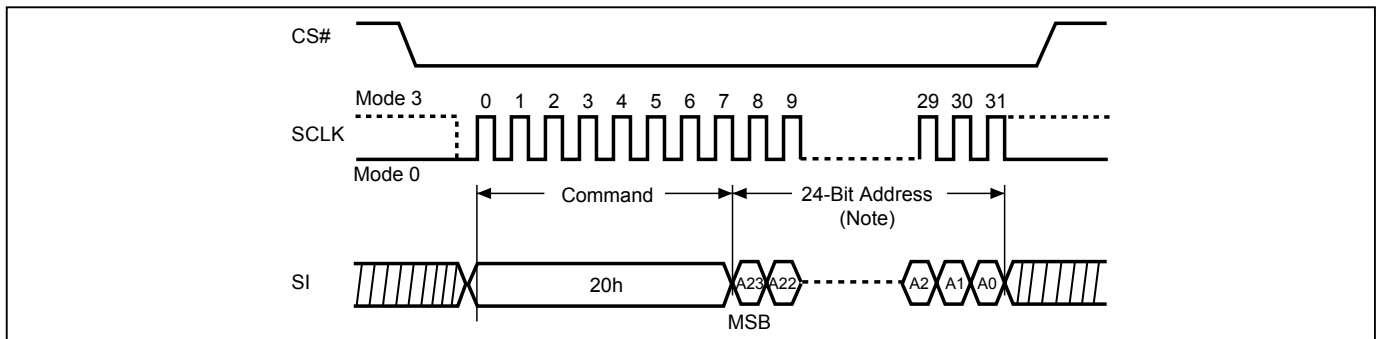 CS#
Mode 3
0 1 2 3 4 5 6 7 8 9 29 30 31
SCLK
Mode 0
Command
24-Bit Address
(Note)
SI
20h
A23 A22 A2 A1 A0
MSB